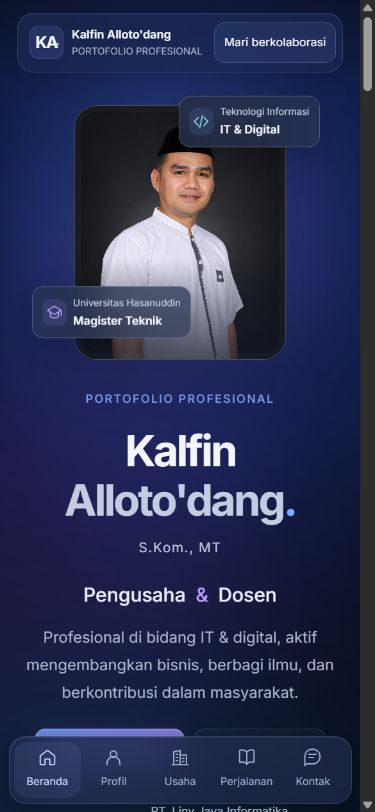 KA
Kalfin Alloto'dang
PORTOFOLIO PROFESIONAL
Mari berkolaborasi
Teknologi Informasi
IT & Digital
Universitas Hasanuddin
Magister Teknik
PORTOFOLIO PROFESIONAL
Kalfin
Alloto'dang.
S.Kom., MT
Pengusaha & Dosen
Profesional di bidang IT & digital, aktif
mengembangkan bisnis, berbagi ilmu, dan
berkontribusi dalam masyarakat.
Beranda
Profil
Usaha
Perjalanan
Kontak